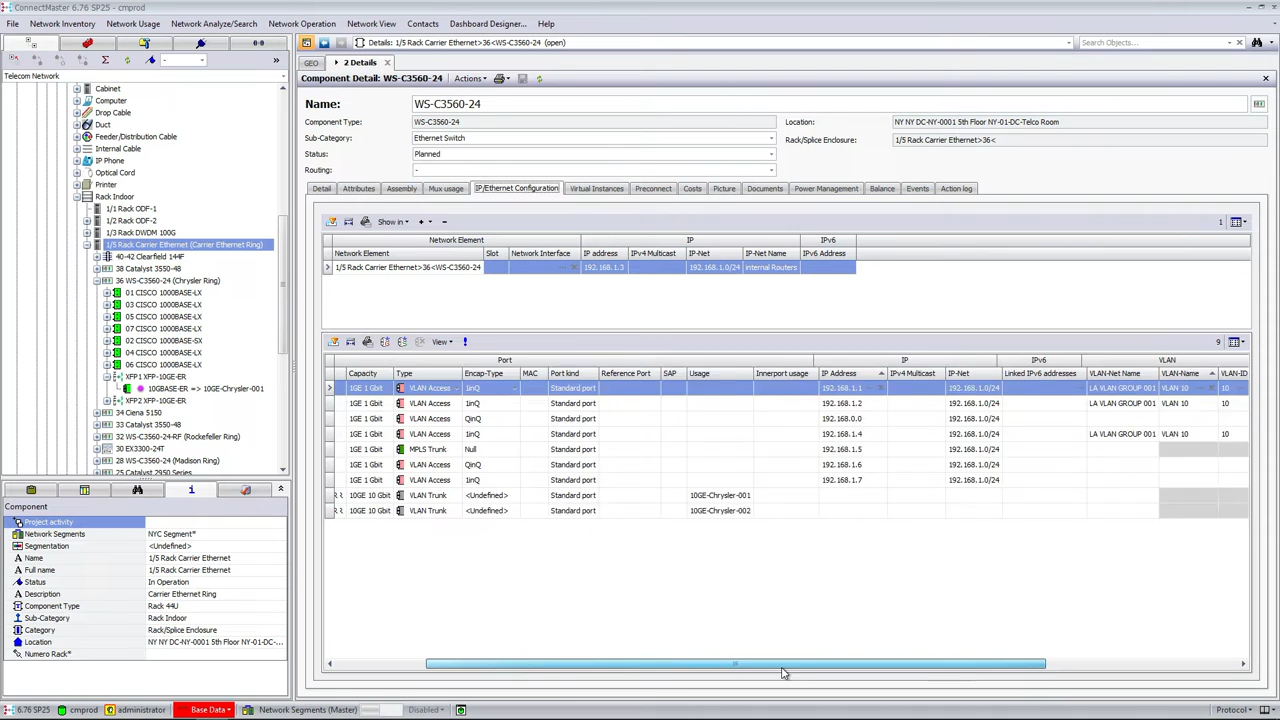 ConnectMaster 6.76 SP25 - cmprod
File Network Inventory Network Usage Network Analyze/Search Network Operation Network View Contacts Dashboard Designer... Help
Details: 1/5 Rack Carrier Ethernet>36<WS-C3560-24 (open)
Search Objects...
GEO 2 Details
Telecom Network
Component Detail: WS-C3560-24 Actions
Cabinet
Computer
Drop Cable
Duct
Feeder/Distribution Cable
Internal Cable
IP Phone
Optical Cord
Printer
Rack Indoor
1/1 Rack ODF-1
1/2 Rack ODF-2
1/3 Rack DWDM 100G
1/5 Rack Carrier Ethernet (Carrier Ethernet Ring)
40-42 Clearfield 144F
38 Catalyst 3550-48
36 WS-C3560-24 (Chrysler Ring)
01 CISCO 1000BASE-LX
03 CISCO 1000BASE-LX
05 CISCO 1000BASE-LX
07 CISCO 1000BASE-LX
02 CISCO 1000BASE-SX
04 CISCO 1000BASE-LX
06 CISCO 1000BASE-LX
XFP1 XFP-10GE-ER
10GBASE-ER => 10GE-Chrysler-001
XFP2 XFP-10GE-ER
34 Ciena 5150
33 Catalyst 3550-48
32 WS-C3560-24-RF (Rockefeller Ring)
30 EX3300-24T
28 WS-C3560-24 (Madison Ring)
25 Catalyst 2950 Series
Name: WS-C3560-24
Component Type: WS-C3560-24 Location: NY NY DC-NY-0001 5th Floor NY-01-DC-Telco Room
Sub-Category: Ethernet Switch Rack/Splice Enclosure: 1/5 Rack Carrier Ethernet>36<
Status: Planned
Routing: -
Detail Attributes Assembly Mux usage IP/Ethernet Configuration Virtual Instances Preconnect Costs Picture Documents Power Management Balance Events Action log
Show in 1
Network Element IP IPv6
Network Element Slot Network Interface IP address IPv4 Multicast IP-Net IP-Net Name IPv6 Address
1/5 Rack Carrier Ethernet>36<WS-C3560-24 192.168.1.3 192.168.1.0/24 internal Routers
View 9
Port IP IPv6 VLAN
Capacity Type Encap-Type MAC Port kind Reference Port SAP Usage Innerport usage IP Address IPv4 Multicast IP-Net Linked IPv6 addresses VLAN-Net Name VLAN-Name VLAN-ID
1GE 1 Gbit VLAN Access 1inQ Standard port 192.168.1.1 192.168.1.0/24 LA VLAN GROUP 001 VLAN 10 10
1GE 1 Gbit VLAN Access 1inQ Standard port 192.168.1.2 192.168.1.0/24 LA VLAN GROUP 001 VLAN 10 10
1GE 1 Gbit VLAN Access QinQ Standard port 192.168.0.0 192.168.1.0/24
1GE 1 Gbit VLAN Access 1inQ Standard port 192.168.1.4 192.168.1.0/24 LA VLAN GROUP 001 VLAN 10 10
1GE 1 Gbit MPLS Trunk Null Standard port 192.168.1.5 192.168.1.0/24
1GE 1 Gbit VLAN Access QinQ Standard port 192.168.1.6 192.168.1.0/24
1GE 1 Gbit VLAN Access 1inQ Standard port 192.168.1.7 192.168.1.0/24
R 10GE 10 Gbit VLAN Trunk <Undefined> Standard port 10GE-Chrysler-001
R 10GE 10 Gbit VLAN Trunk <Undefined> Standard port 10GE-Chrysler-002
Component
Project activity
Network Segments NYC Segment*
Segmentation <Undefined>
Name 1/5 Rack Carrier Ethernet
Full name 1/5 Rack Carrier Ethernet
Status In Operation
Description Carrier Ethernet Ring
Component Type Rack 44U
Sub-Category Rack Indoor
Category Rack/Splice Enclosure
Location NY NY DC-NY-0001 5th Floor NY-01-DC-...
Numero Rack*
6.76 SP25 cmprod administrator Base Data Network Segments (Master) Disabled Protocol